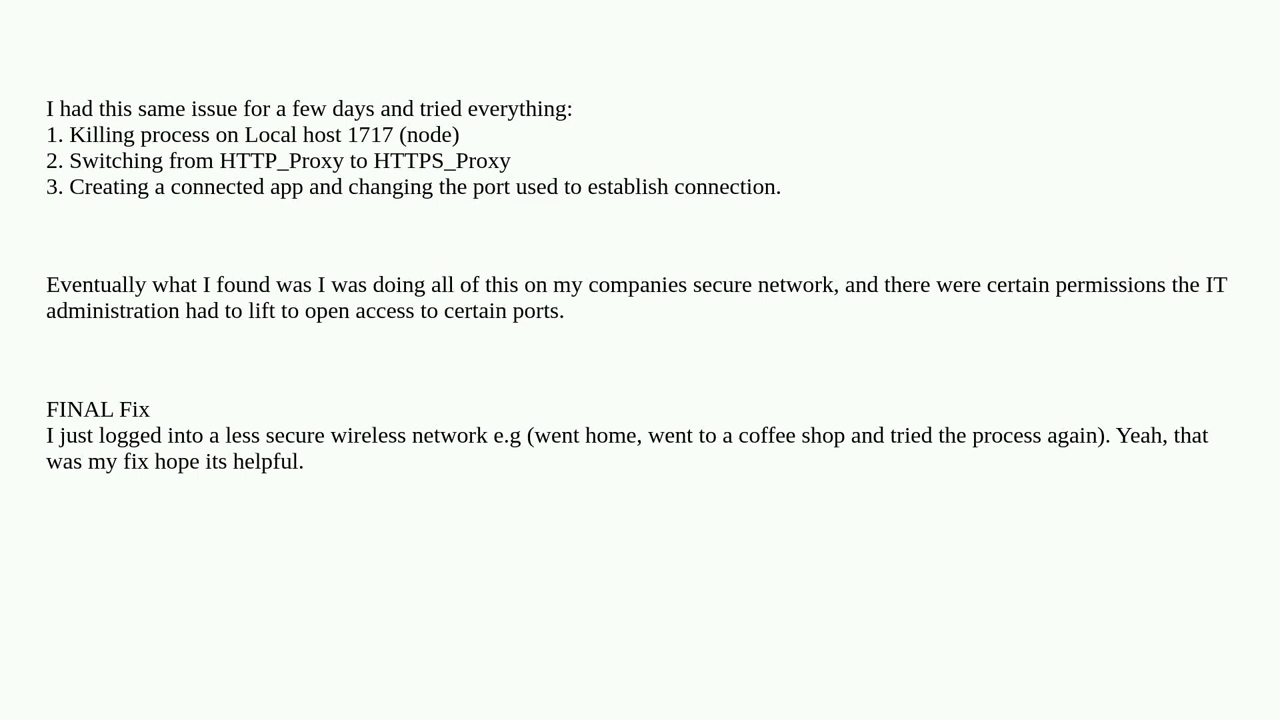 I had this same issue for a few days and tried everything:
1. Killing process on Local host 1717 (node)
2. Switching from HTTP_Proxy to HTTPS_Proxy
3. Creating a connected app and changing the port used to establish connection.
Eventually what I found was I was doing all of this on my companies secure network, and there were certain permissions the IT
administration had to lift to open access to certain ports.
FINAL Fix
I just logged into a less secure wireless network e.g (went home, went to a coffee shop and tried the process again). Yeah, that
was my fix hope its helpful.